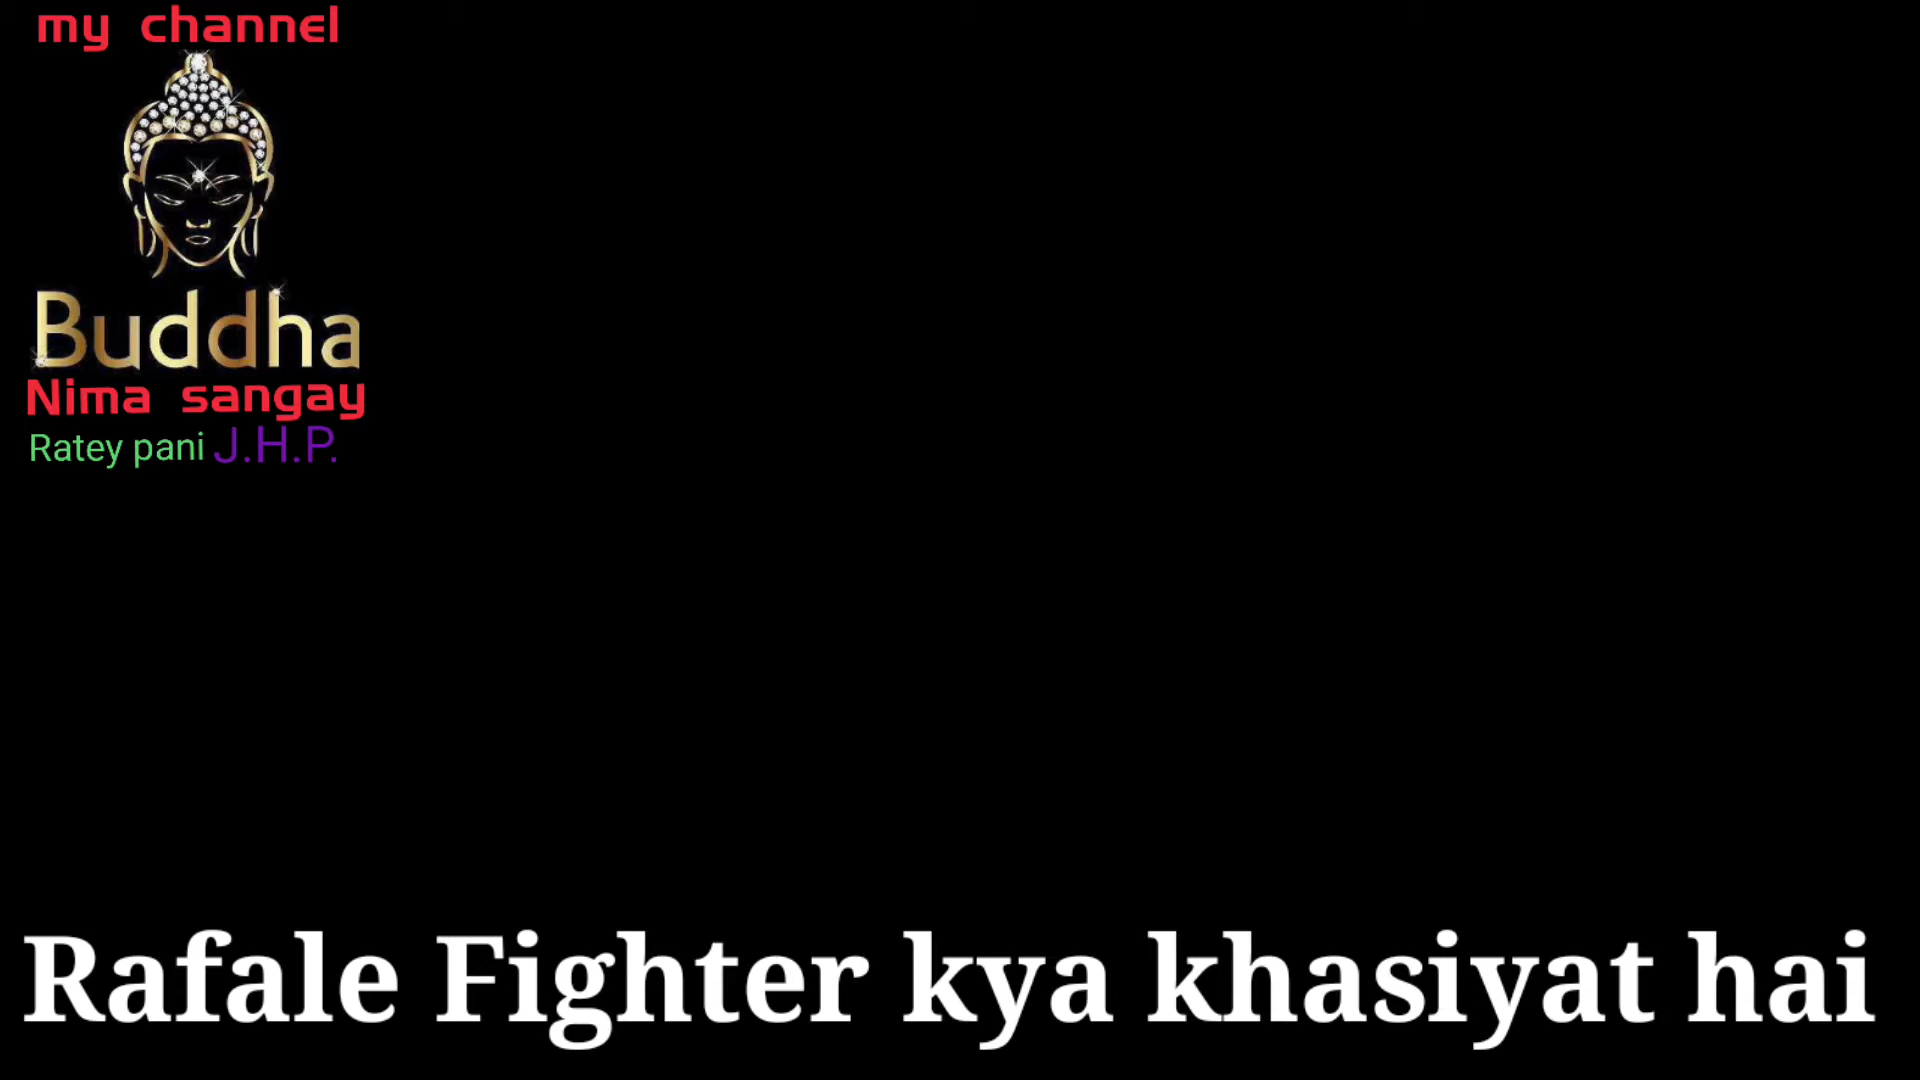 my channel
Buddha
Nima sangay
Ratey pani J.H.P.
Rafale Fighter kya khasiyat hai